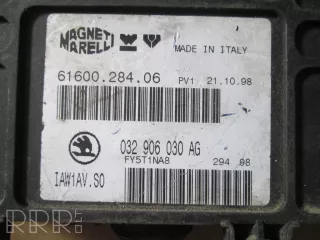 MAGNETI
MARELLI
MADE IN ITALY
61600.284.06 PV1 21.10.98
032 906 030 AG
FY5T1NA8 294 98
IAW1AV.S0
RRR